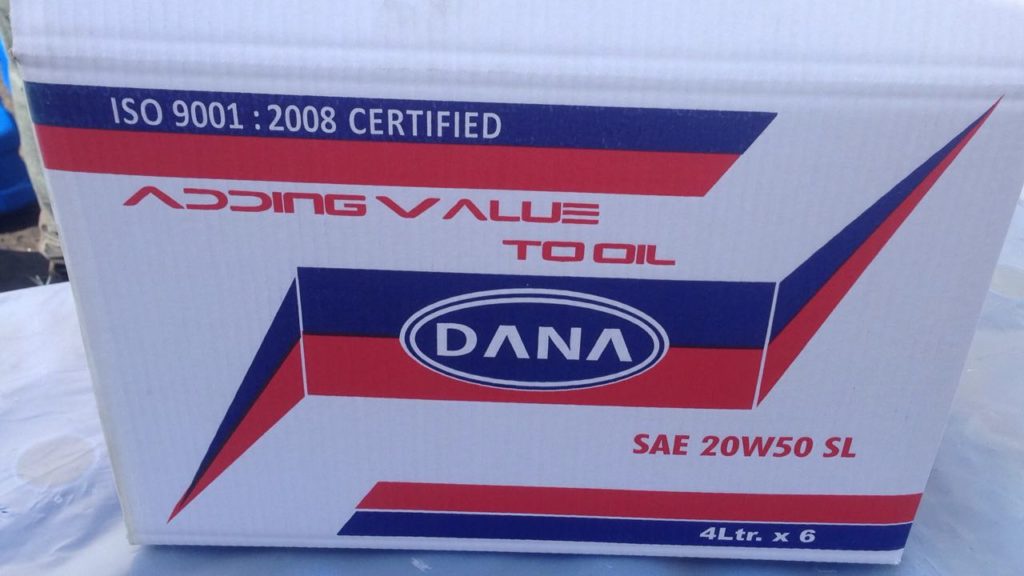 ISO 9001 : 2008 CERTIFIED
ADDING VALUE
TO OIL
DANA
SAE 20W50 SL
4Ltr. x 6